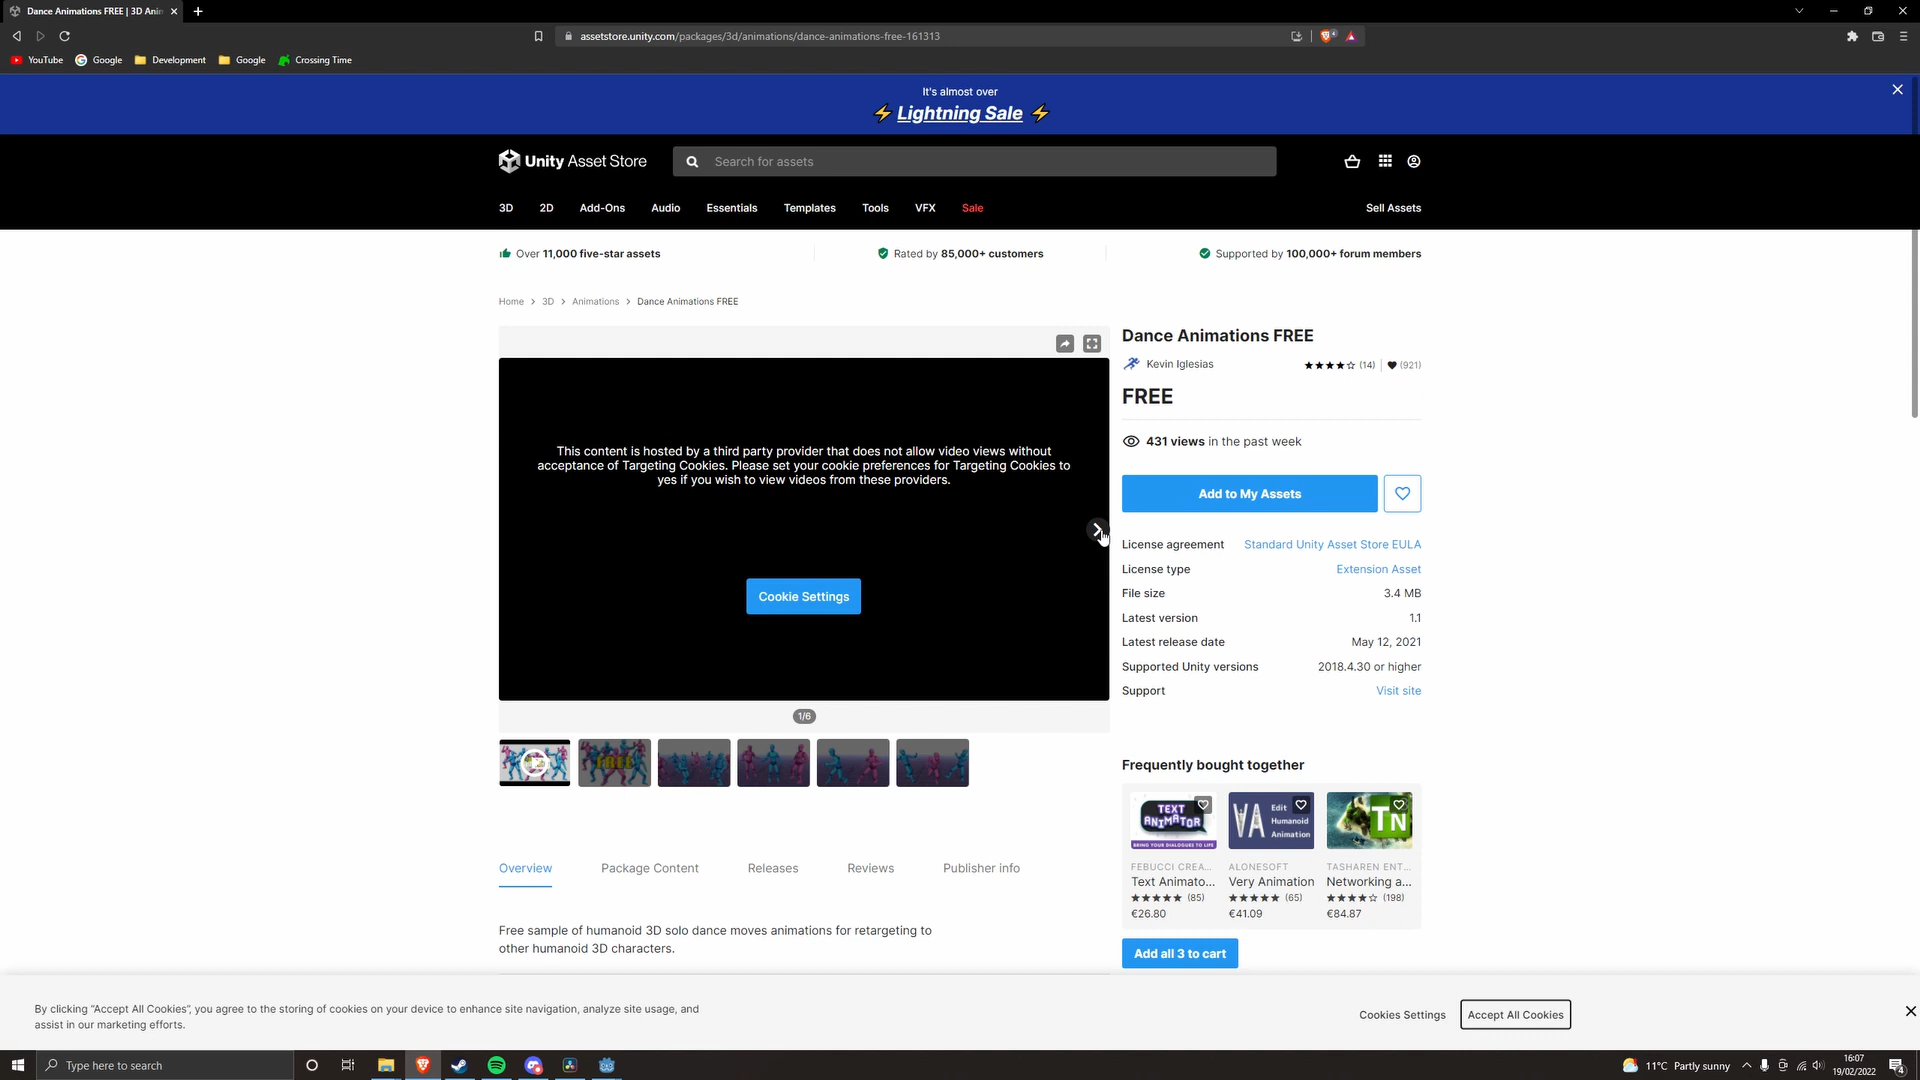 Dance Animations FREE | 3D Ani
assetstore.unity.com/packages/3d/animations/dance-animations-free-161313
YouTube
Google
Development
Google
Crossing Time
It's almost over
⚡ Lightning Sale ⚡
Unity Asset Store
Search for assets
3D
2D
Add-Ons
Audio
Essentials
Templates
Tools
VFX
Sale
Sell Assets
Over 11,000 five-star assets
Rated by 85,000+ customers
Supported by 100,000+ forum members
Home > 3D > Animations > Dance Animations FREE
This content is hosted by a third party provider that does not allow video views without
acceptance of Targeting Cookies. Please set your cookie preferences for Targeting Cookies to
yes if you wish to view videos from these providers.
Cookie Settings
1/6
FREE
Dance Animations FREE
Kevin Iglesias
★★★★☆ (14) | (921)
FREE
431 views in the past week
Add to My Assets
License agreement Standard Unity Asset Store EULA
License type Extension Asset
File size 3.4 MB
Latest version 1.1
Latest release date May 12, 2021
Supported Unity versions 2018.4.30 or higher
Support Visit site
Frequently bought together
TEXT
ANIMATOR
BRING YOUR DIALOGUES TO LIFE
VA
Edit
Humanoid
Animation
TN
FEBUCCI CREA...
Text Animato...
★★★★★ (85)
€26.80
ALONESOFT
Very Animation
★★★★★ (65)
€41.09
TASHAREN ENT...
Networking a...
★★★★☆ (198)
€84.87
Add all 3 to cart
Overview
Package Content
Releases
Reviews
Publisher info
Free sample of humanoid 3D solo dance moves animations for retargeting to
other humanoid 3D characters.
By clicking “Accept All Cookies”, you agree to the storing of cookies on your device to enhance site navigation, analyze site usage, and
assist in our marketing efforts.
Cookies Settings
Accept All Cookies
Type here to search
11°C Partly sunny
16:07
19/02/2022
4